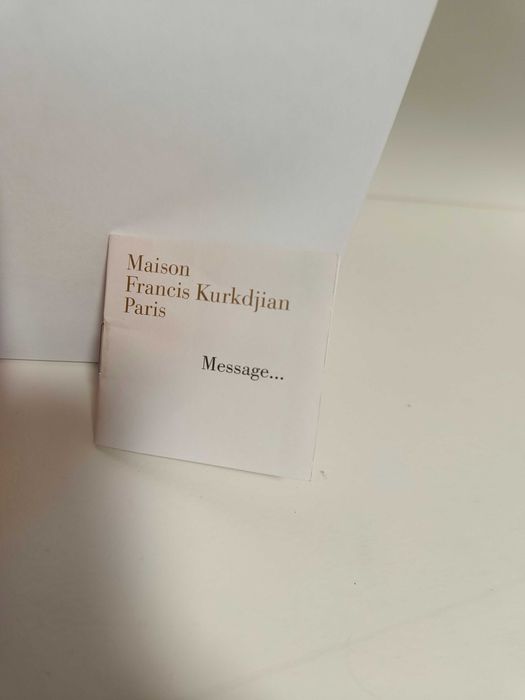 Maison
Francis Kurkdjian
Paris
Message...